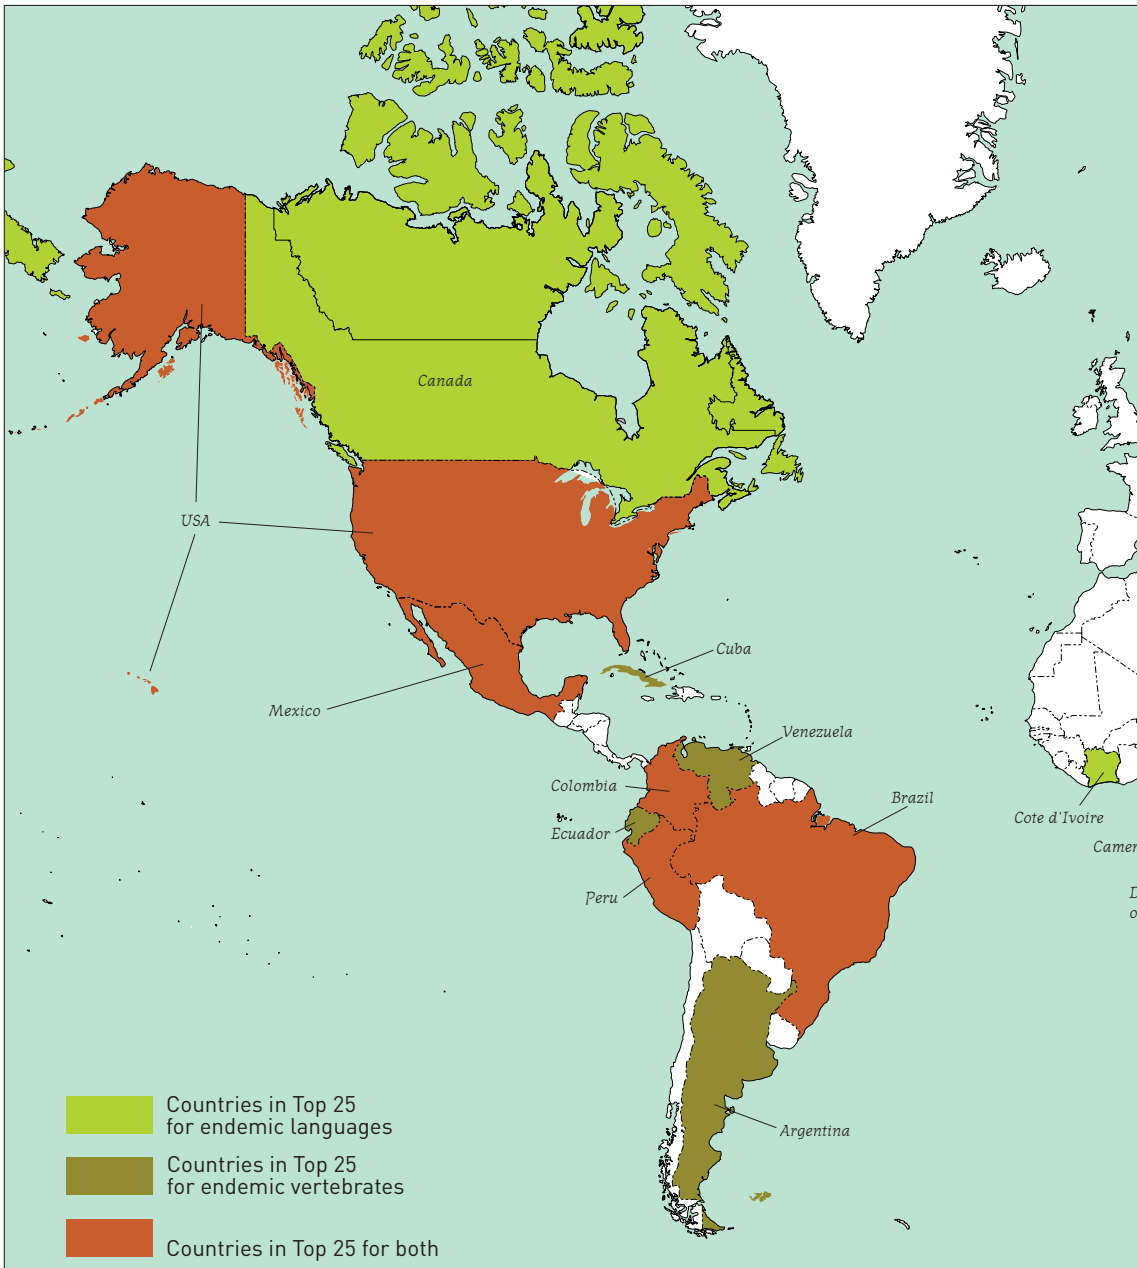 Canada
USA
Cuba
Mexico
Venezuela
Colombia
Brazil
Cote d'Ivoire
Ecuador
Camer
Peru
Argentina
Countries in Top 25
for endemic languages
Countries in Top 25
for endemic vertebrates
Countries in Top 25 for both